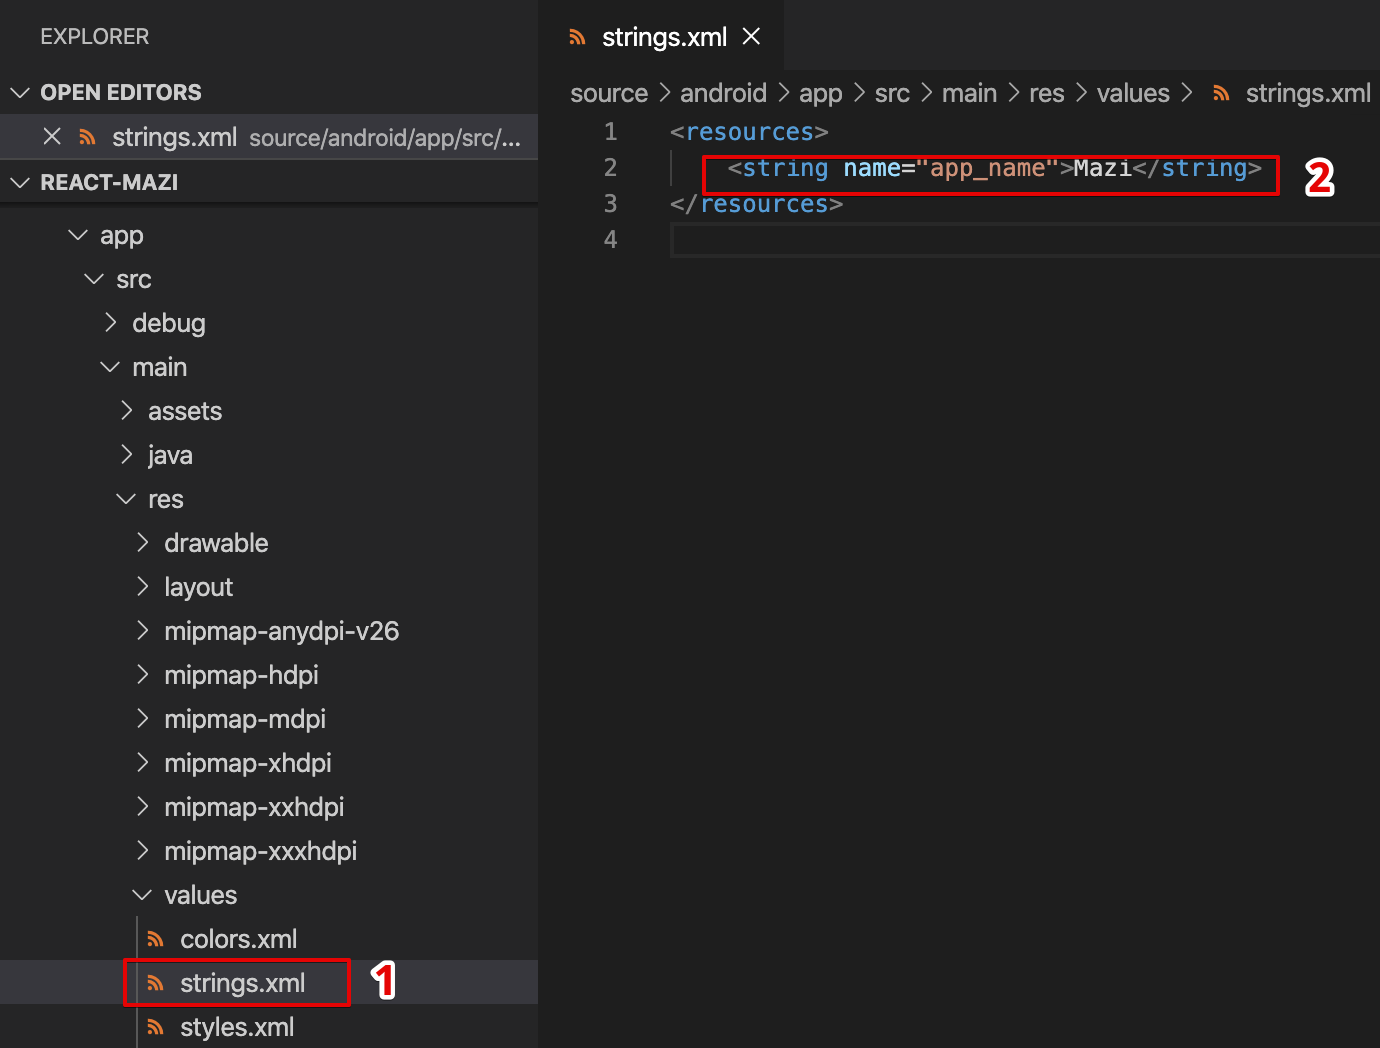 EXPLORER
OPEN EDITORS
strings.xml source/android/app/src/...
REACT-MAZI
app
src
debug
main
assets
java
res
drawable
layout
mipmap-anydpi-v26
mipmap-hdpi
mipmap-mdpi
mipmap-xhdpi
mipmap-xxhdpi
mipmap-xxxhdpi
values
colors.xml
strings.xml 1
styles.xml
strings.xml
source > android > app > src > main > res > values > strings.xml
1 <resources>
2 <string name="app_name">Mazi</string> 2
3 </resources>
4